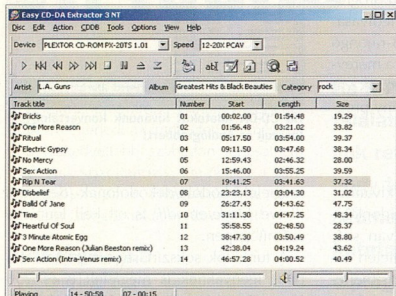 Easy CD-DA Extractor 3 NT
Disc Edit Action CDDB Tools Options View Help
Device PLEXTOR CD-ROM PX-20TS 1.01 Speed 12-20X PCAV
abI
Artist L.A. Guns Album Greatest Hits & Black Beauties Category rock
Track title Number Start Length Size
Bricks 01 00:02.00 01:54.48 19.29
One More Reason 02 01:56.48 03:21.02 33.82
Ritual 03 05:17.50 03:54.00 39.37
Electric Gypsy 04 09:11.50 03:47.68 38.34
No Mercy 05 12:59.43 02:46.32 28.00
Sex Action 06 15:46.00 03:55.25 39.59
Rip N Tear 07 19:41.25 03:41.63 37.32
Disbelief 08 23:23.13 03:04.30 31.02
Balld Of Jane 09 26:27.43 04:43.62 47.75
Time 10 31:11.30 04:47.25 48.34
Heartful Of Soul 11 35:58.55 02:48.50 28.37
3 Minute Atomic Egg 12 38:47.30 03:50.49 38.80
One More Reason (Julian Beeston remix) 13 42:38.04 04:19.24 43.62
Sex Action (Intra-Venus remix) 14 46:57.28 04:00.52 40.49
Playing 14 - 50:58 07 - 00:15